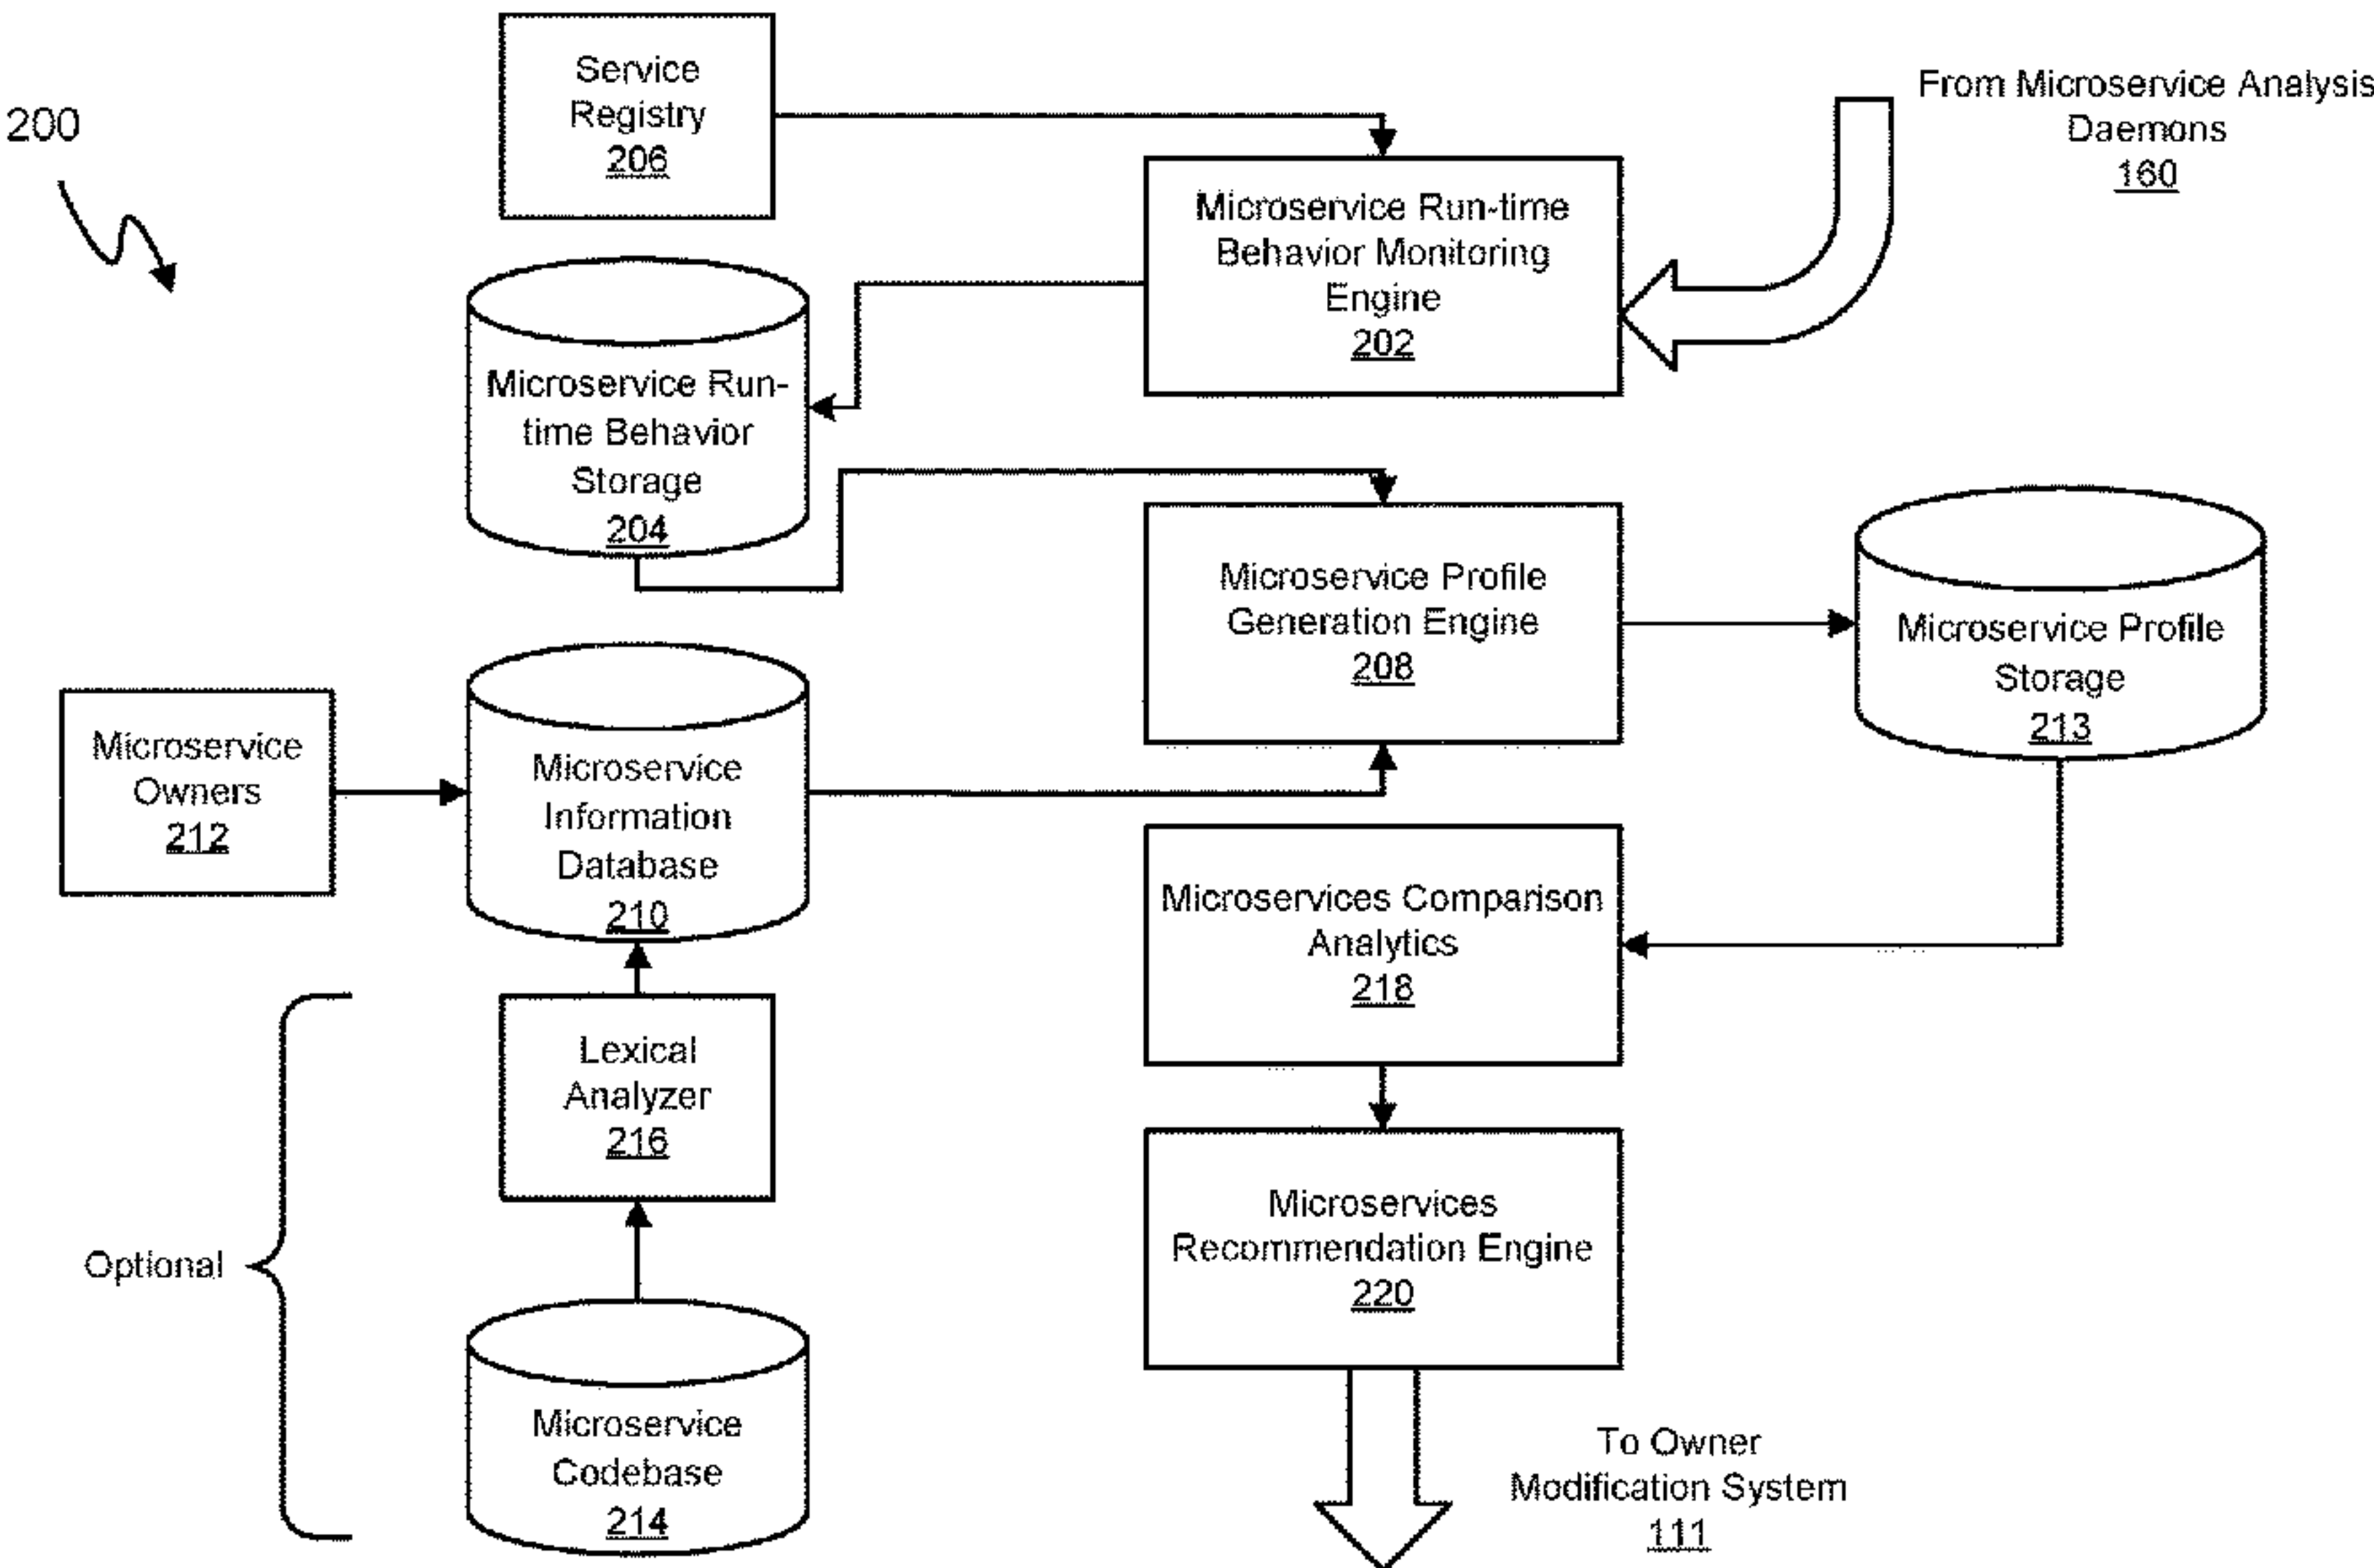 200
Service
Registry
206
From Microservice Analysis
Daemons
160
Microservice Run-time
Behavior Monitoring
Engine
202
Microservice Run-
time Behavior
Storage
204
Microservice Profile
Generation Engine
208
Microservice Profile
Storage
213
Microservice
Owners
212
Microservice
Information
Database
210
Microservices Comparison
Analytics
218
Lexical
Analyzer
216
Microservices
Recommendation Engine
220
Optional
Microservice
Codebase
214
To Owner
Modification System
111